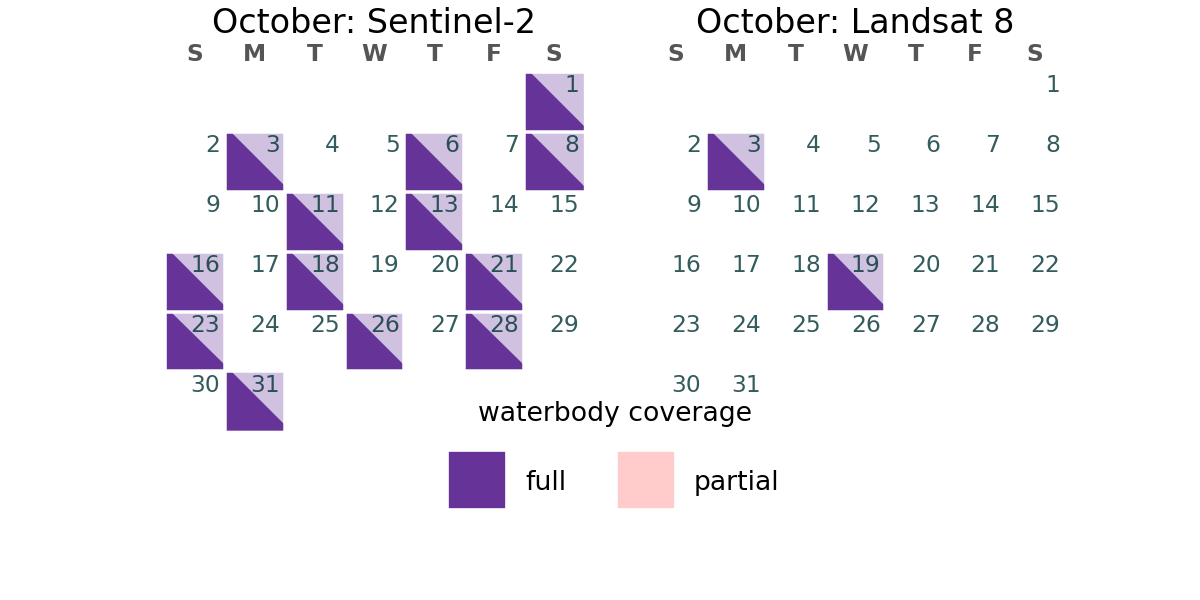 October: Sentinel-2
S M T W T F S
1
2 3 4 5 6 7 8
9 10 11 12 13 14 15
16 17 18 19 20 21 22
23 24 25 26 27 28 29
30 31
October: Landsat 8
S M T W T F S
1
2 3 4 5 6 7 8
9 10 11 12 13 14 15
16 17 18 19 20 21 22
23 24 25 26 27 28 29
30 31
waterbody coverage
full partial